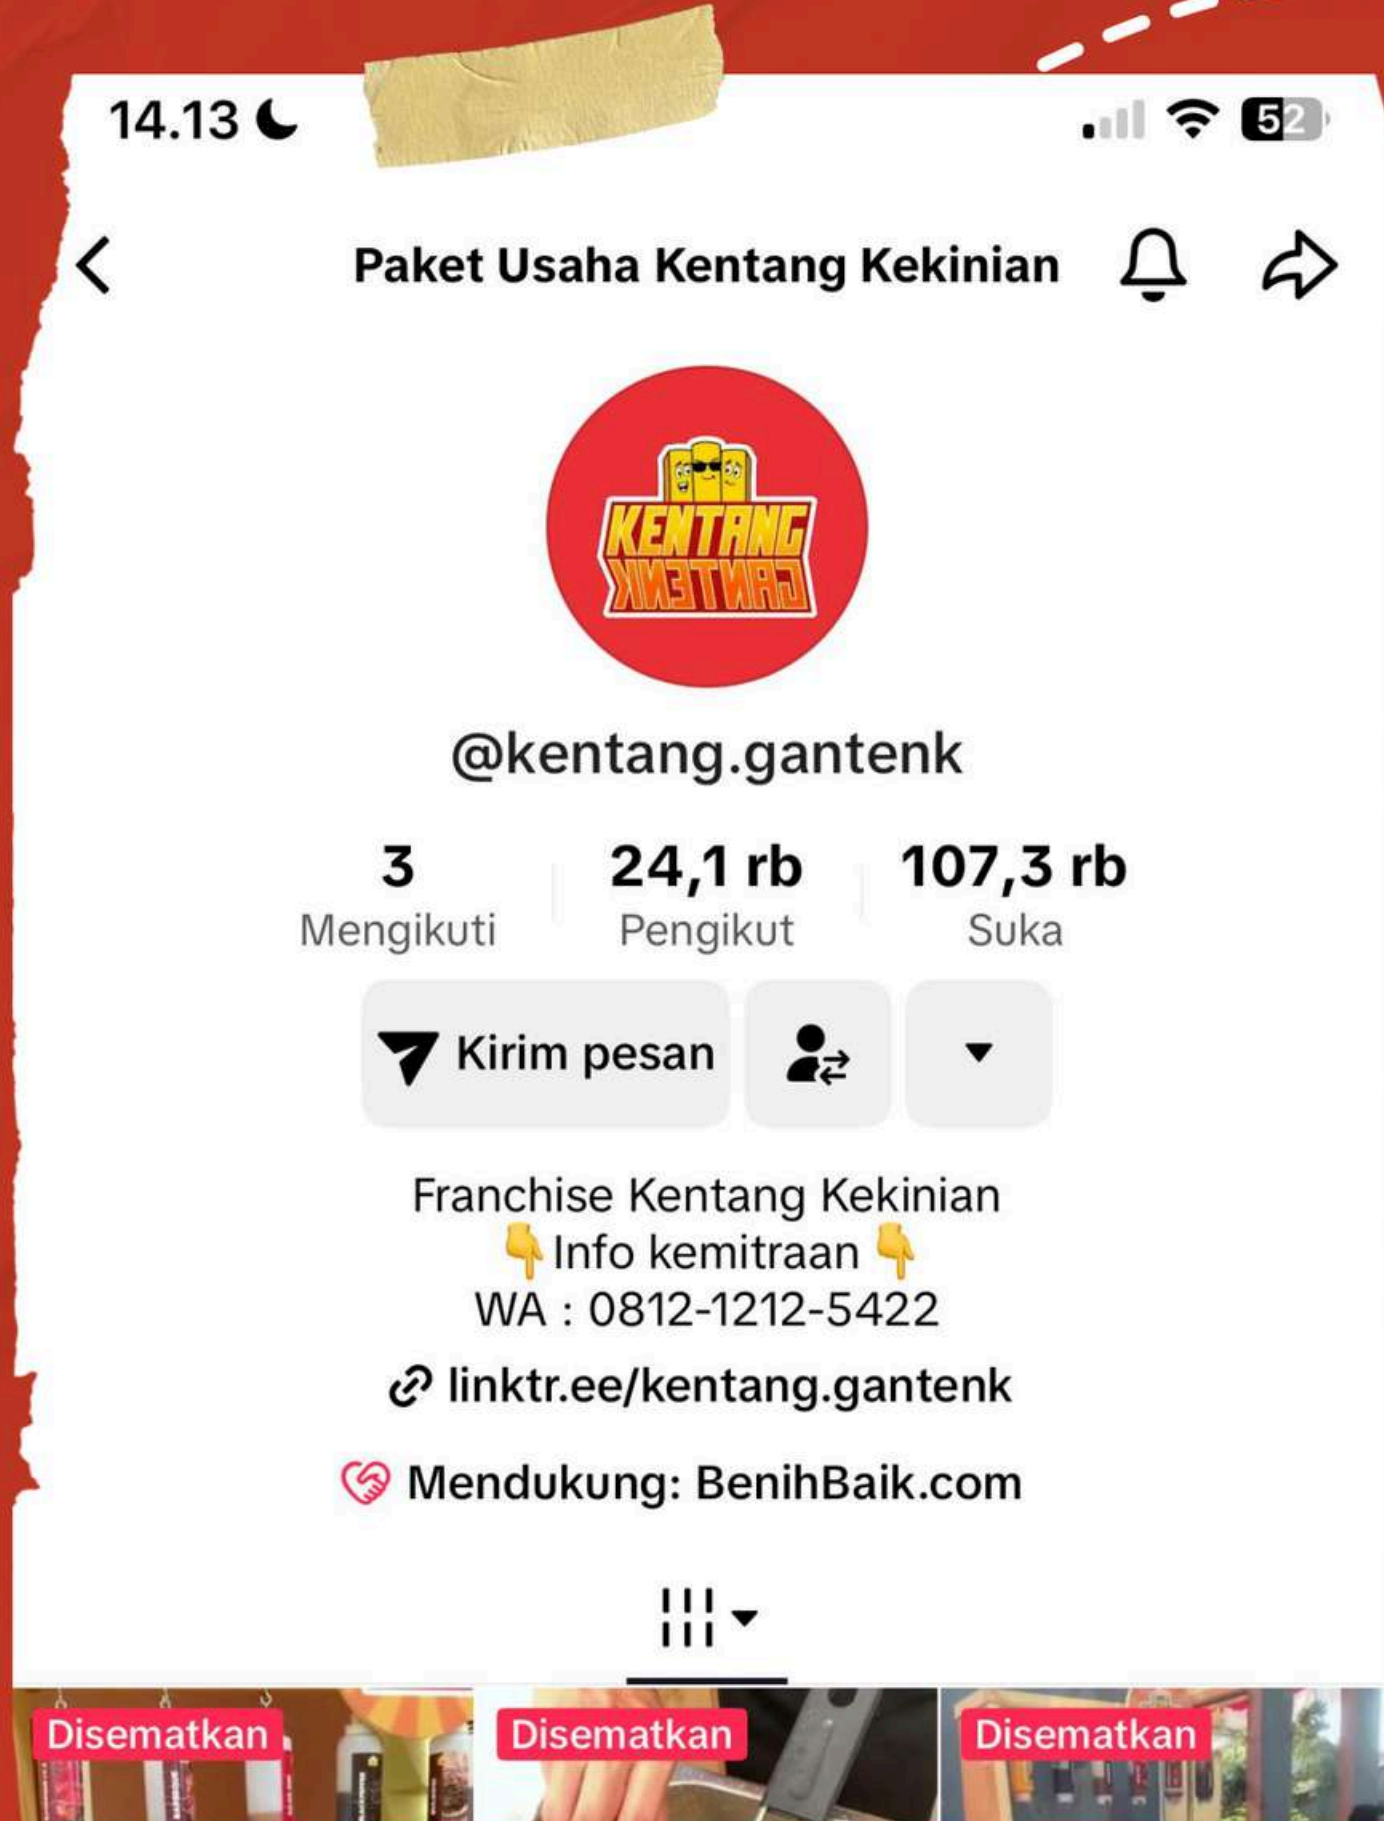 14.13
52
Paket Usaha Kentang Kekinian
KENTANG
GANTENK
@kentang.gantenk
3
24,1 rb
107,3 rb
Mengikuti
Pengikut
Suka
Kirim pesan
Franchise Kentang Kekinian
👇Info kemitraan👇
WA : 0812-1212-5422
linktr.ee/kentang.gantenk
Mendukung: BenihBaik.com
Disematkan
Disematkan
Disematkan